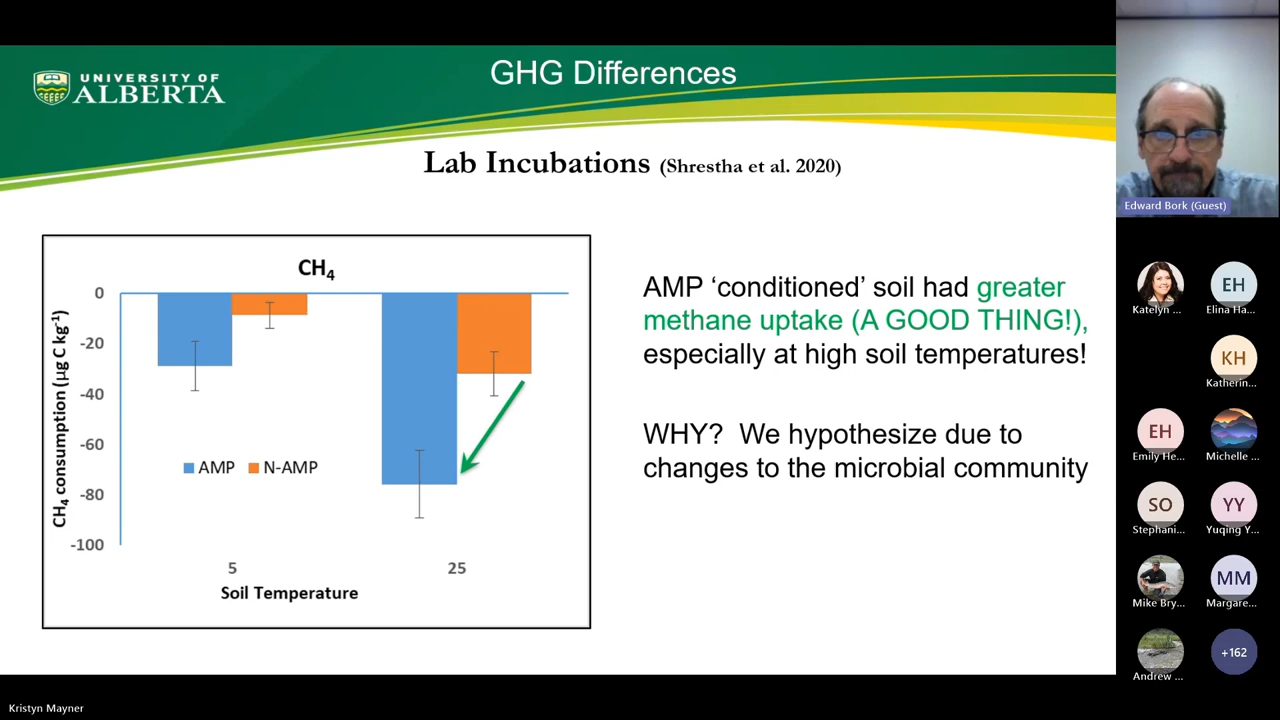 UNIVERSITY OF
ALBERTA
GHG Differences
Lab Incubations (Shrestha et al. 2020)
CH4
CH4 consumption (µg C kg-1)
0
-20
-40
-60
-80
-100
AMP
N-AMP
5
25
Soil Temperature
AMP ‘conditioned’ soil had greater
methane uptake (A GOOD THING!),
especially at high soil temperatures!
WHY? We hypothesize due to
changes to the microbial community
Edward Bork (Guest)
Katelyn ...
EH
Elina Ha...
KH
Katherin...
EH
Emily He...
Michelle ...
SO
Stephani...
YY
Yuqing Y...
Mike Bry...
MM
Margare...
Andrew ...
+162
Kristyn Mayner